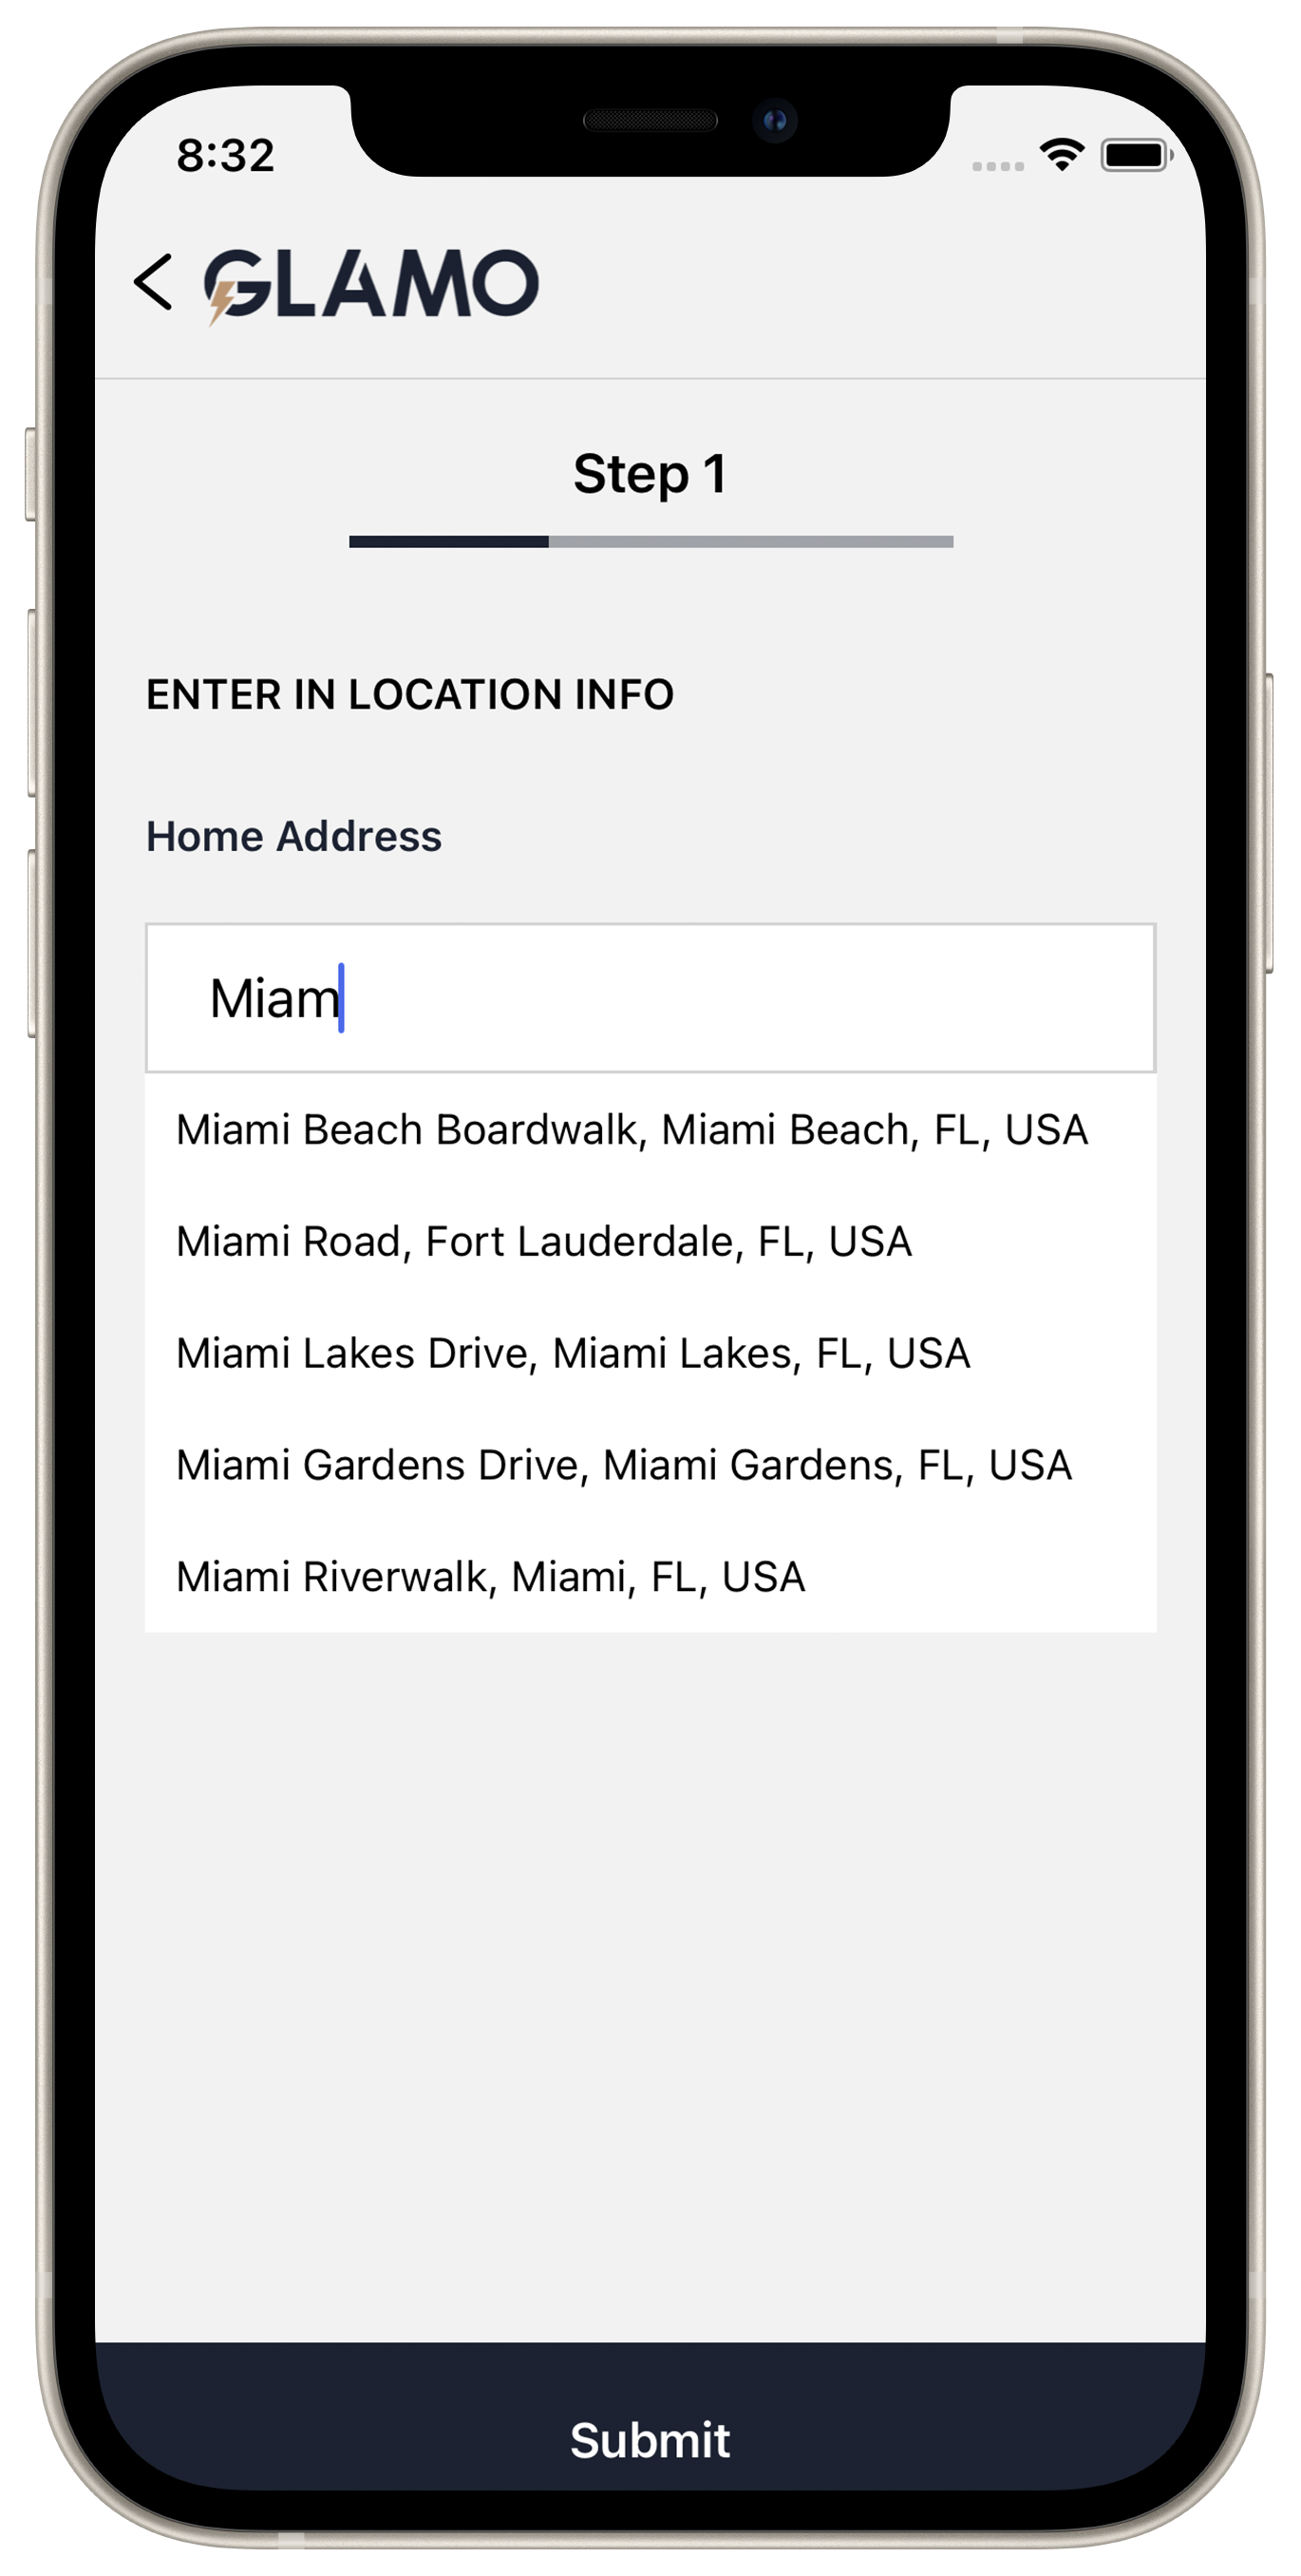 8:32
GLAMO
Step 1
ENTER IN LOCATION INFO
Home Address
Miam
Miami Beach Boardwalk, Miami Beach, FL, USA
Miami Road, Fort Lauderdale, FL, USA
Miami Lakes Drive, Miami Lakes, FL, USA
Miami Gardens Drive, Miami Gardens, FL, USA
Miami Riverwalk, Miami, FL, USA
Submit